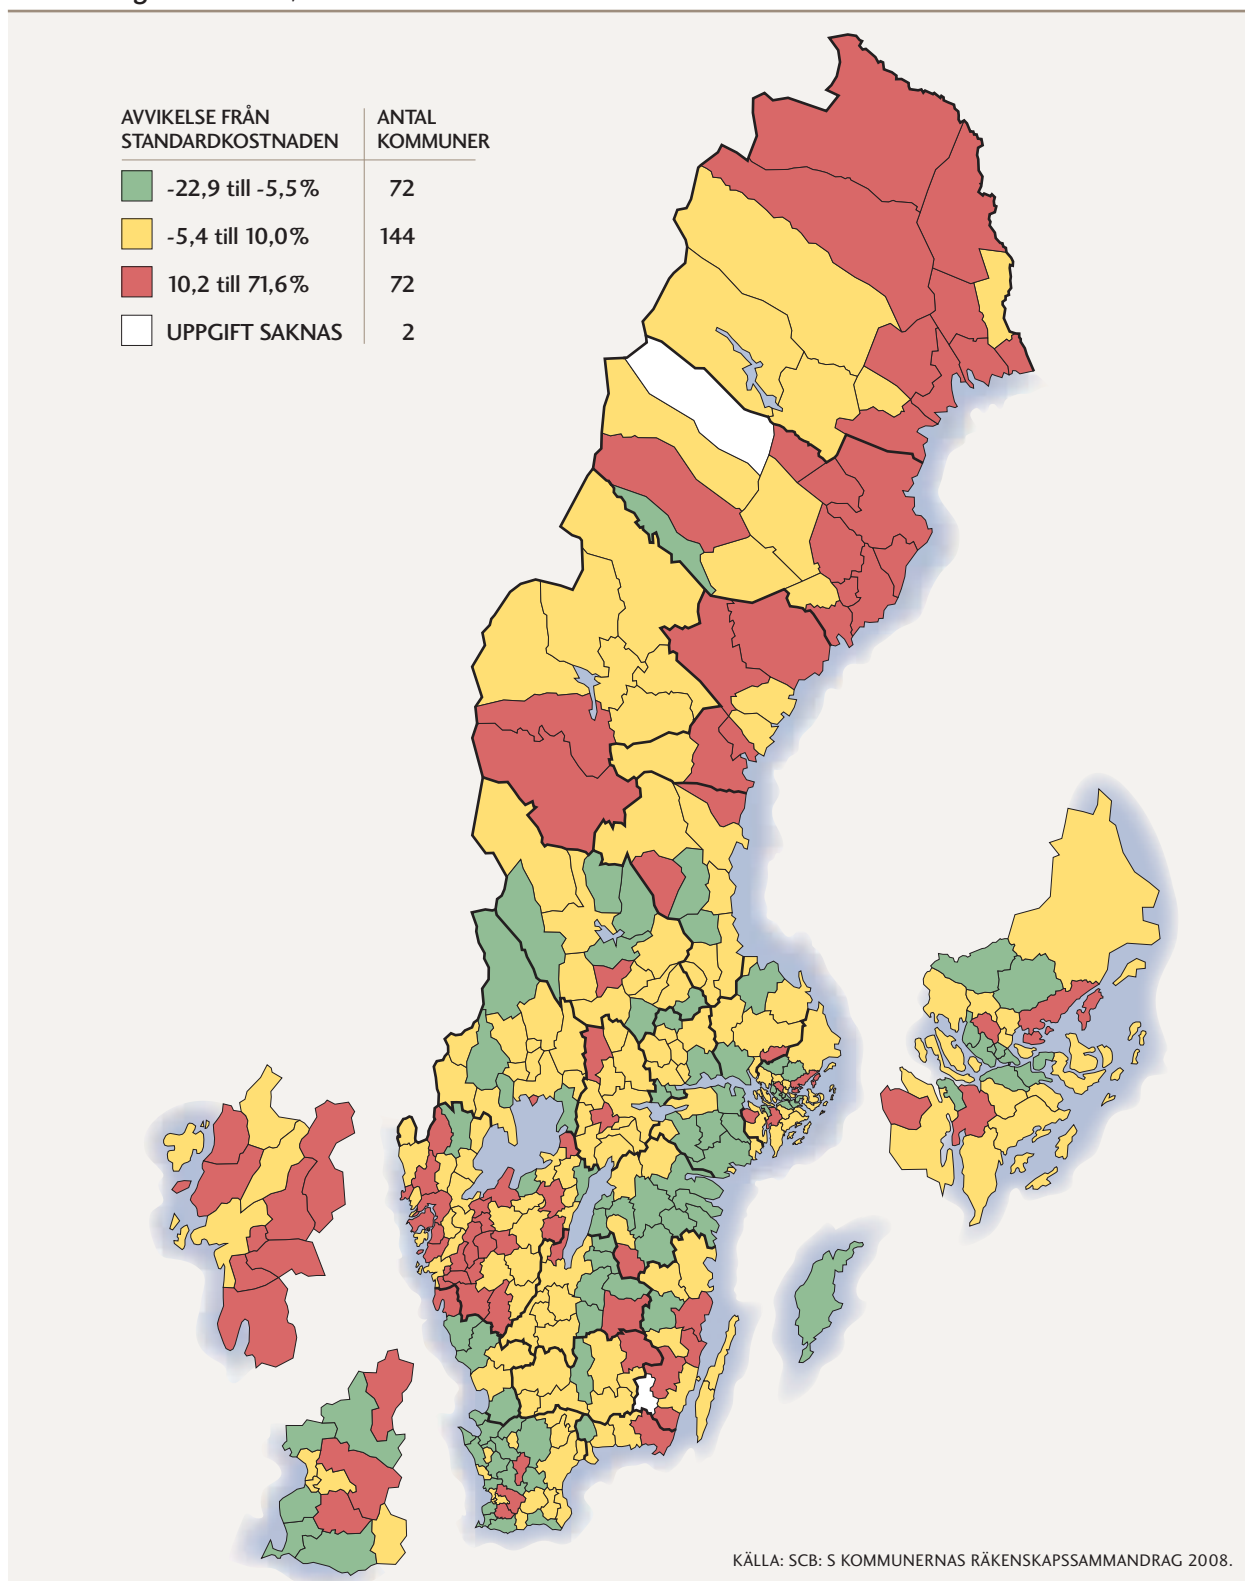 AVVIKELSE FRÅN
STANDARDKOSTNADEN
ANTAL
KOMMUNER
-22,9 till -5,5% 72
-5,4 till 10,0% 144
10,2 till 71,6% 72
UPPGIFT SAKNAS 2
KÄLLA: SCB: S KOMMUNERNAS RÄKENSKAPSSAMMANDRAG 2008.